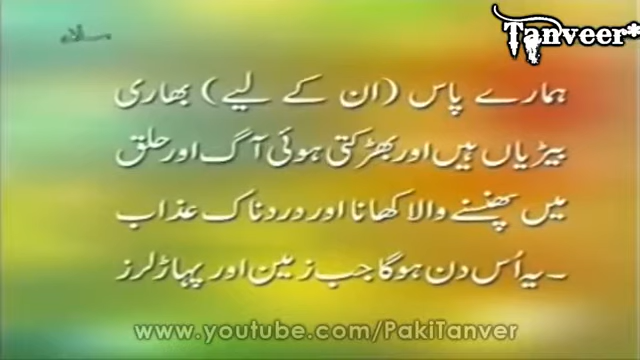 Tanveer*
ہمارے پاس (ان کے لیے) بھاری
بیڑیاں ہیں اور بھڑکتی ہوئی آگ اور حلق
میں پھنسنے والا کھانا اور دردناک عذاب
۔ یہ اُس دن ہوگا جب زمین اور پہاڑ لرز
www.youtube.com/PakiTanver